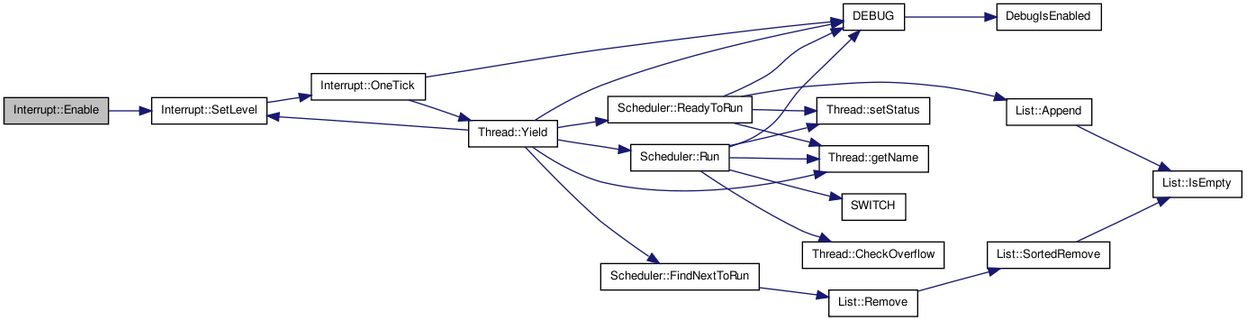 Interrupt::Enable
Interrupt::SetLevel
Interrupt::OneTick
Thread::Yield
DEBUG
DebugIsEnabled
Scheduler::ReadyToRun
Scheduler::Run
Scheduler::FindNextToRun
Thread::setStatus
Thread::getName
SWITCH
Thread::CheckOverflow
List::Remove
List::Append
List::SortedRemove
List::IsEmpty